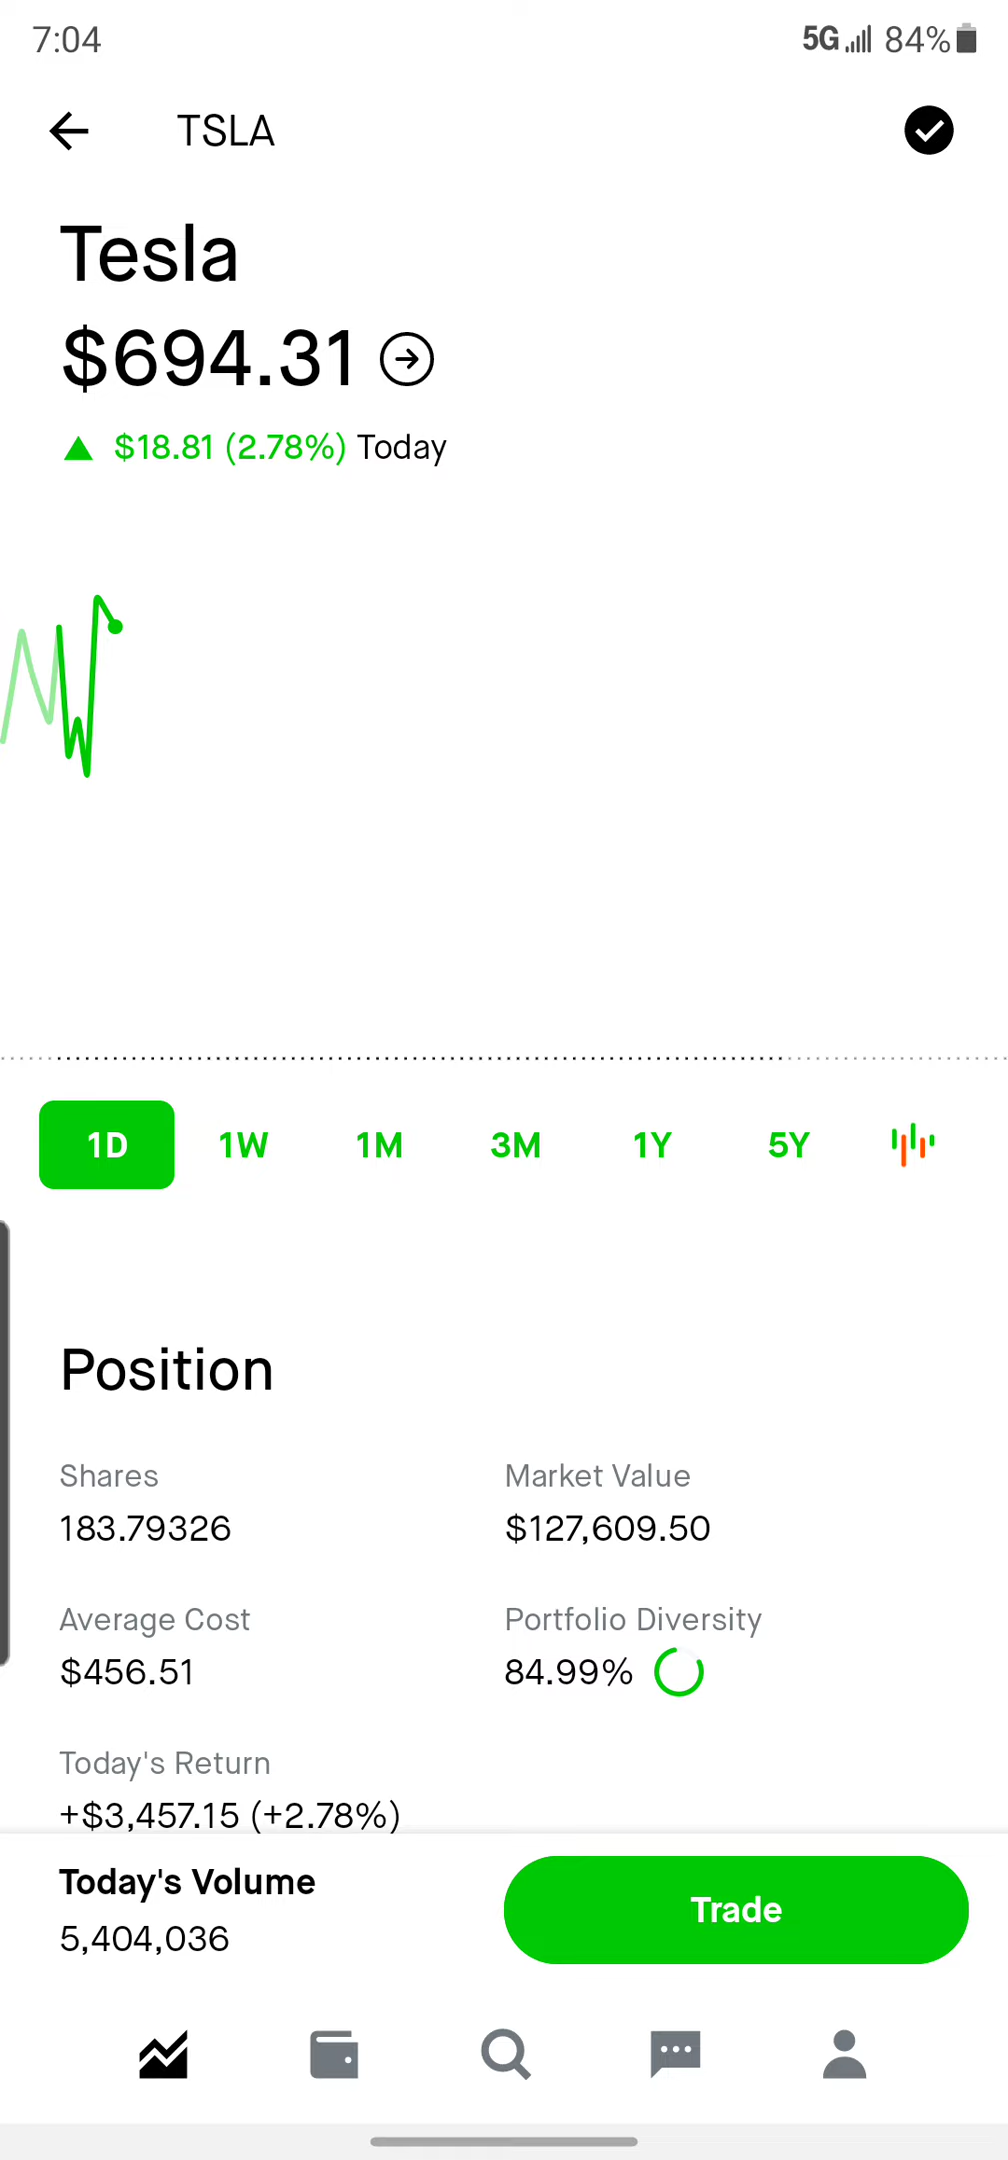 7:04 5G 84%
TSLA
Tesla
$694.31
$18.81 (2.78%) Today
1D 1W 1M 3M 1Y 5Y
Position
Shares Market Value
183.79326 $127,609.50
Average Cost Portfolio Diversity
$456.51 84.99%
Today's Return
+$3,457.15 (+2.78%)
Today's Volume
5,404,036
Trade